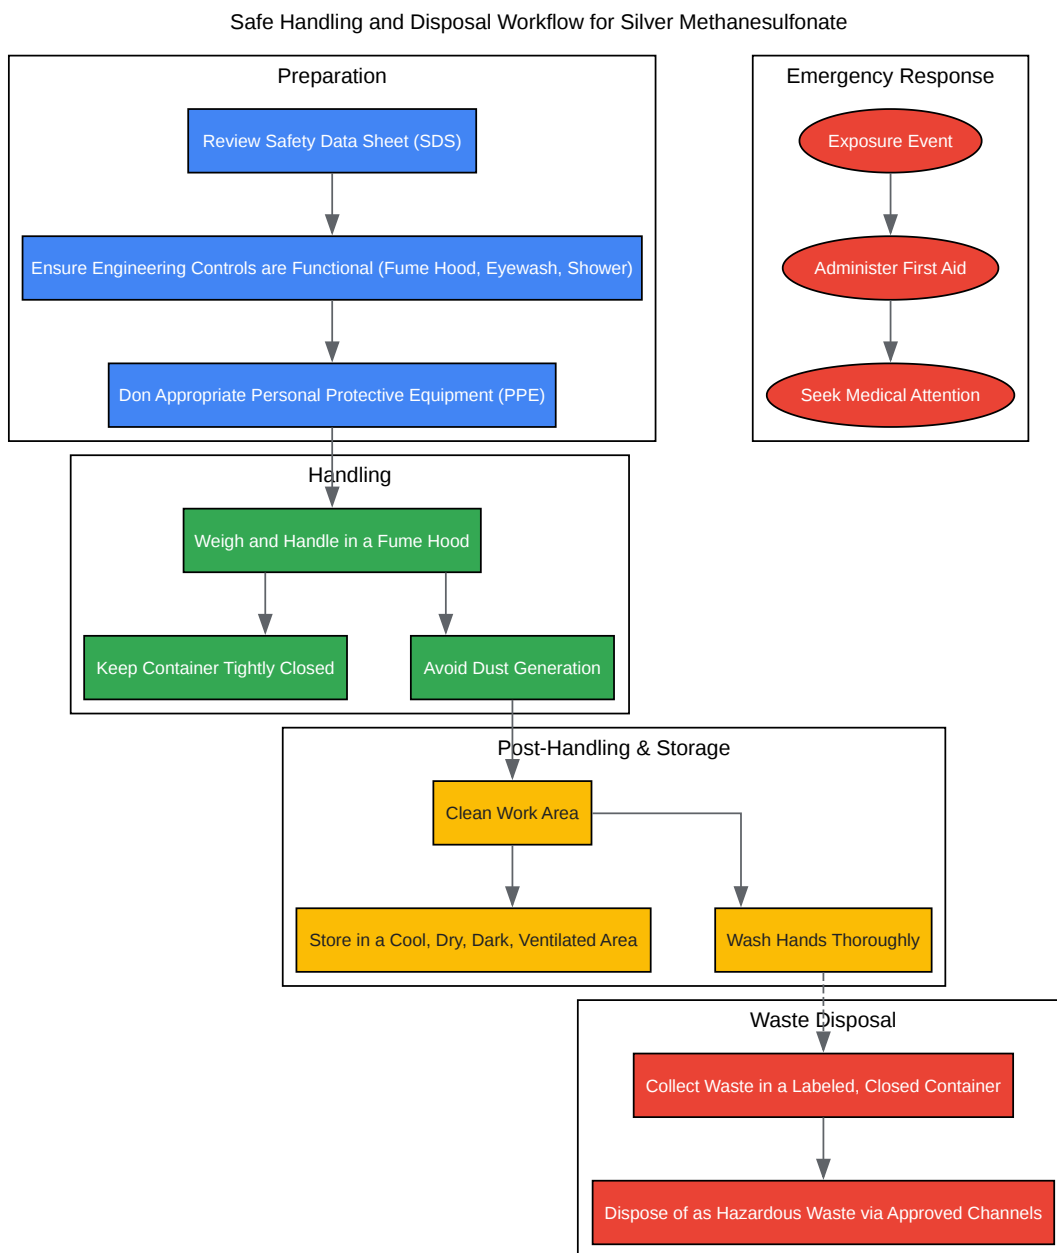 Safe Handling and Disposal Workflow for Silver Methanesulfonate
Preparation
Review Safety Data Sheet (SDS)
Ensure Engineering Controls are Functional (Fume Hood, Eyewash, Shower)
Don Appropriate Personal Protective Equipment (PPE)
Emergency Response
Exposure Event
Administer First Aid
Seek Medical Attention
Handling
Weigh and Handle in a Fume Hood
Keep Container Tightly Closed
Avoid Dust Generation
Post-Handling & Storage
Clean Work Area
Store in a Cool, Dry, Dark, Ventilated Area
Wash Hands Thoroughly
Waste Disposal
Collect Waste in a Labeled, Closed Container
Dispose of as Hazardous Waste via Approved Channels